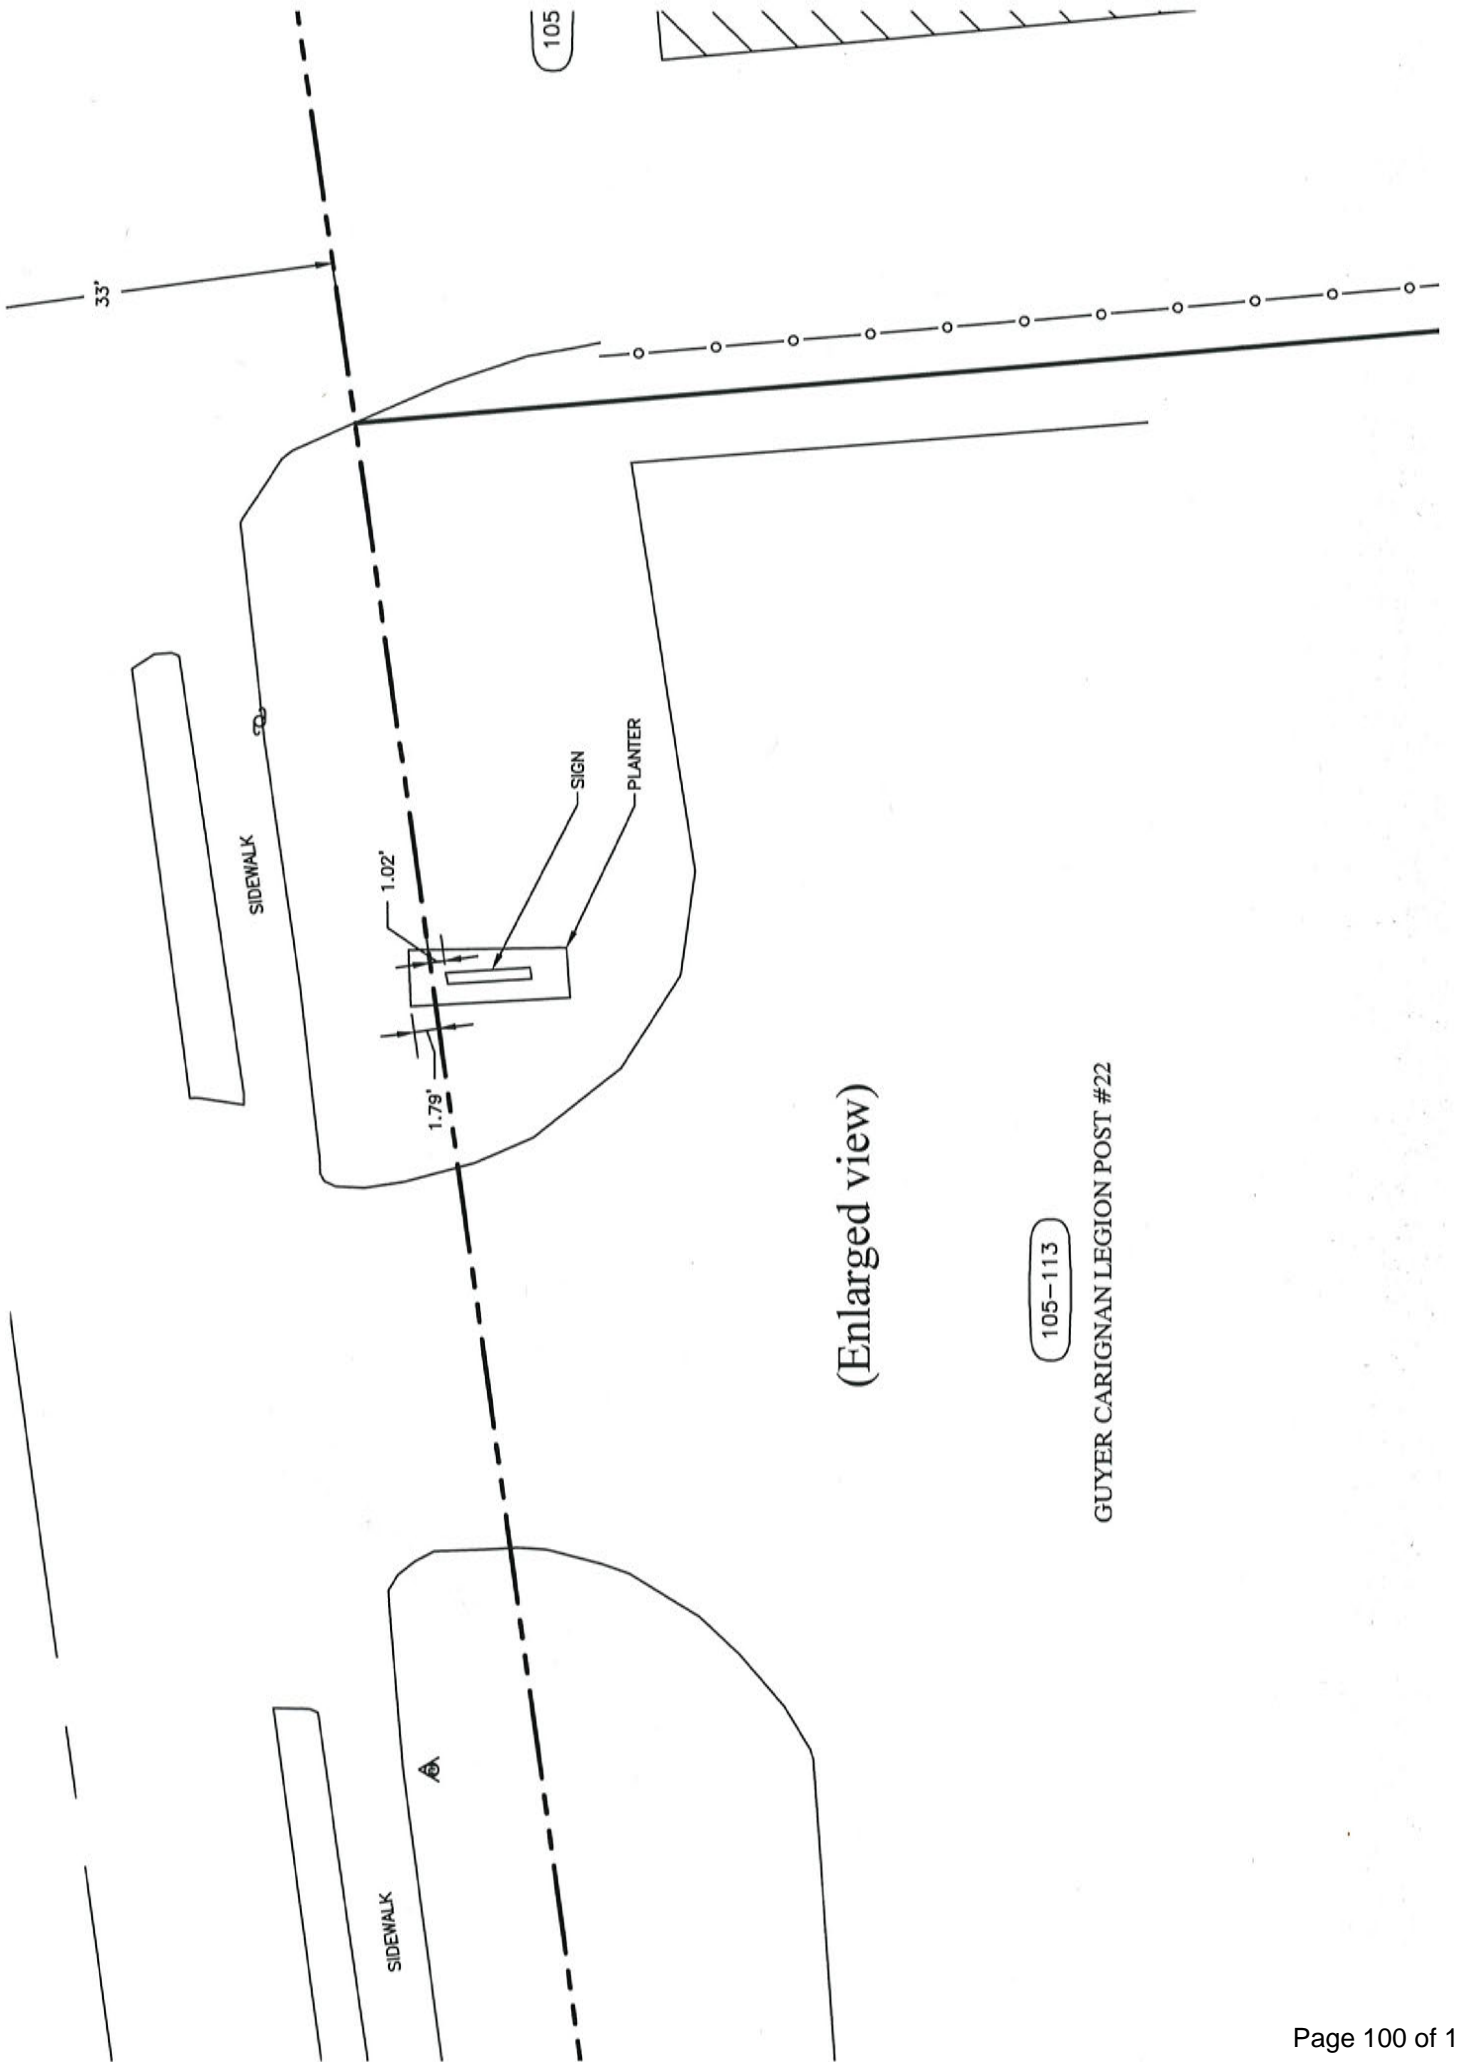 105
33'
SIDEWALK
1.02'
SIGN
PLANTER
1.79'
(Enlarged view)
105-113
GUYER CARIGNAN LEGION POST #22
SIDEWALK
Page 100 of 1